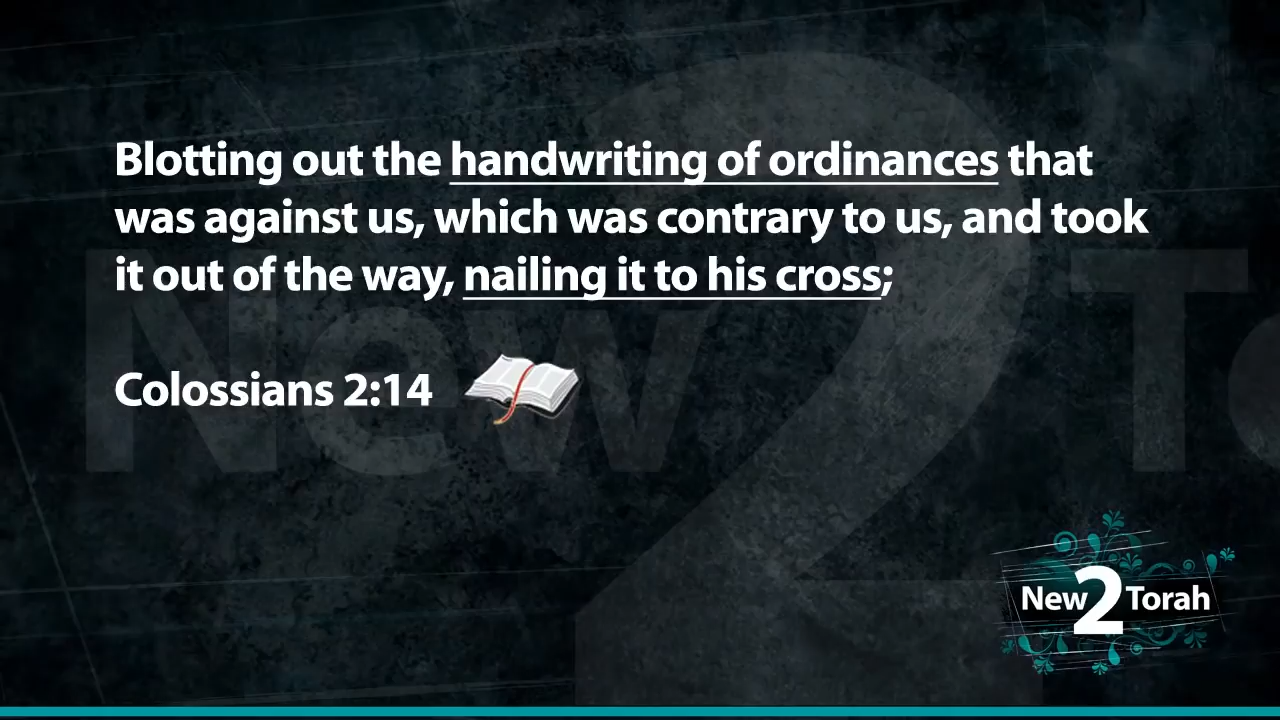 Blotting out the handwriting of ordinances that
was against us, which was contrary to us, and took
it out of the way, nailing it to his cross;
Colossians 2:14
New2Torah